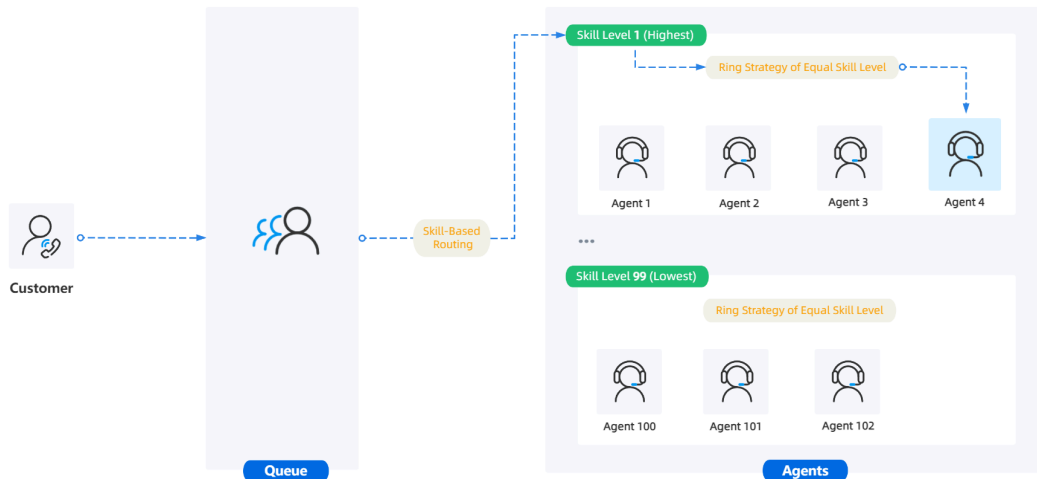 Skill Level 1 (Highest)
Ring Strategy of Equal Skill Level
Agent 1
Agent 2
Agent 3
Agent 4
Skill-Based
Routing
Customer
...
Skill Level 99 (Lowest)
Ring Strategy of Equal Skill Level
Agent 100
Agent 101
Agent 102
Queue
Agents